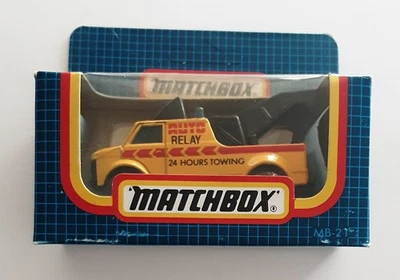 MATCHBOX
AUTO
RELAY
24 HOURS TOWING
"MATCHBOX"®
MB-21